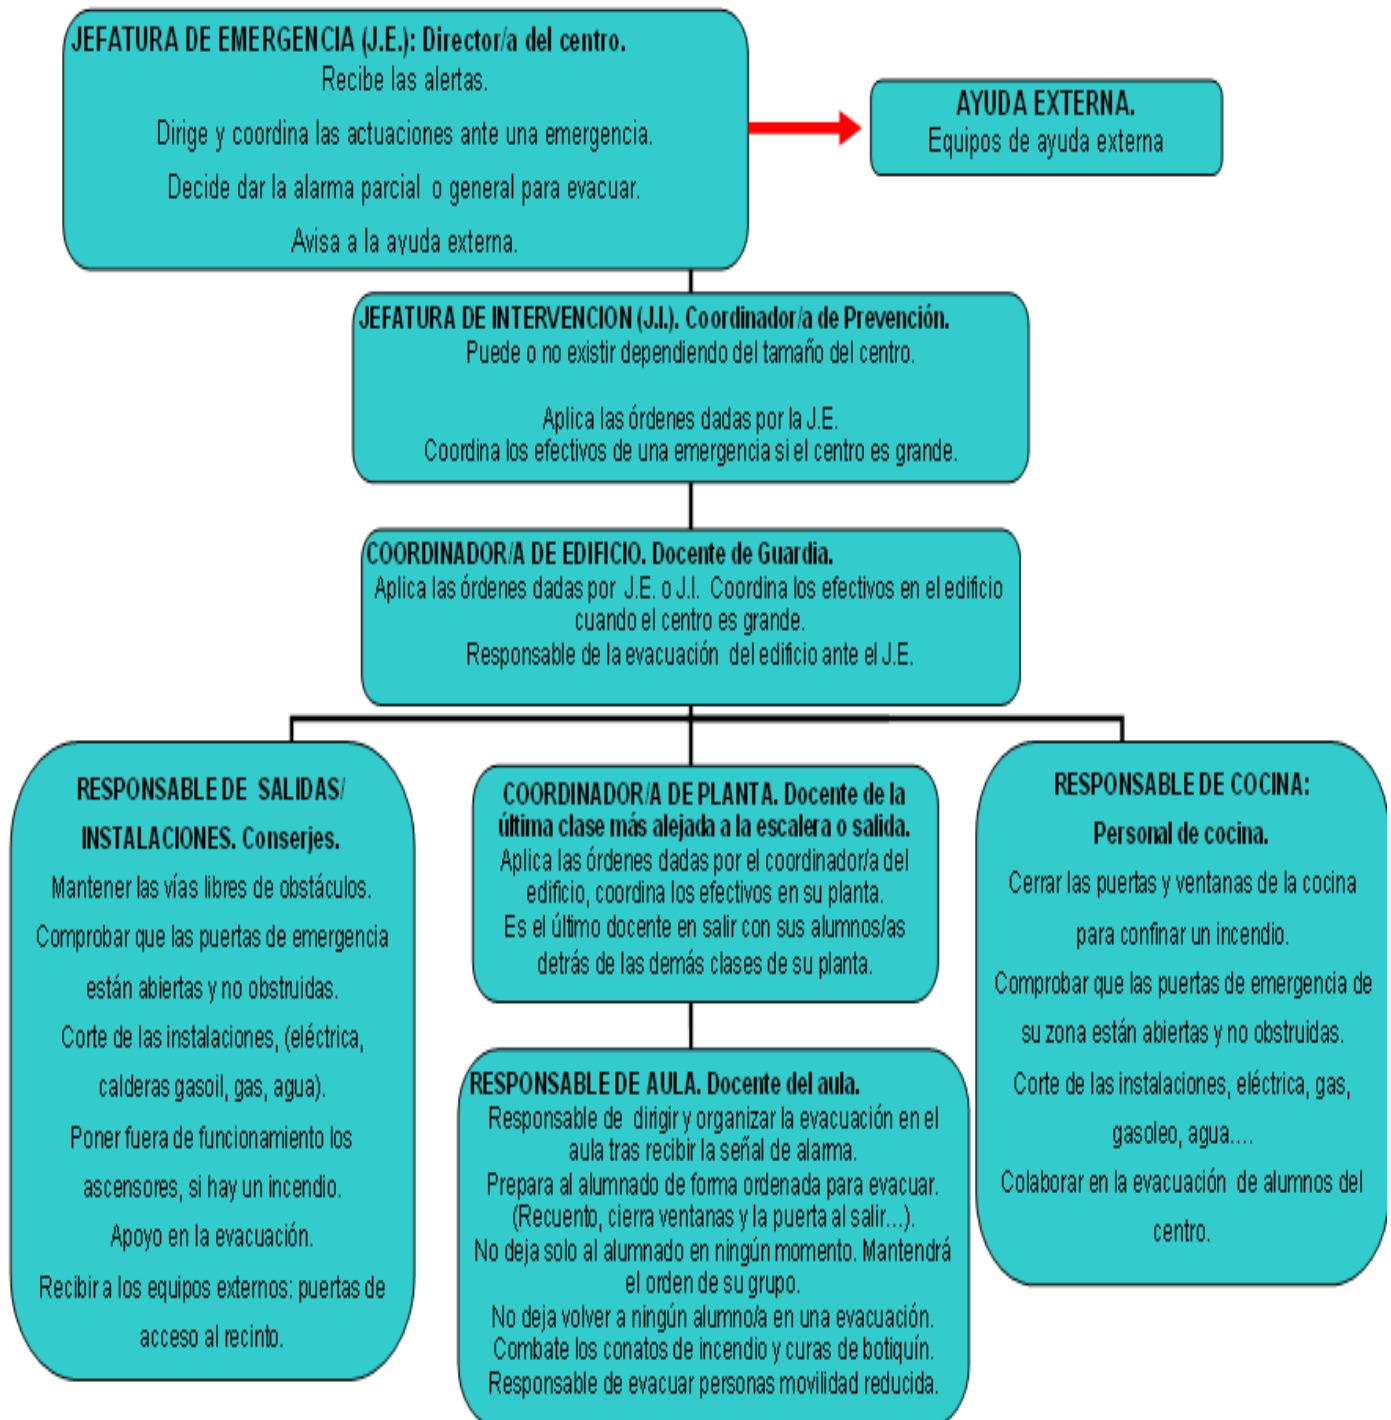 JEFATURA DE EMERGENCIA (J.E.): Director/a del centro.
Recibe las alertas.
Dirige y coordina las actuaciones ante una emergencia.
Decide dar la alarma parcial o general para evacuar.
Avisa a la ayuda externa.
AYUDA EXTERNA.
Equipos de ayuda externa
JEFATURA DE INTERVENCION (J.I.). Coordinador/a de Prevención.
Puede o no existir dependiendo del tamaño del centro.
Aplica las órdenes dadas por la J.E.
Coordina los efectivos de una emergencia si el centro es grande.
COORDINADOR/A DE EDIFICIO. Docente de Guardia.
Aplica las órdenes dadas por J.E. o J.I. Coordina los efectivos en el edificio
cuando el centro es grande.
Responsable de la evacuación del edificio ante el J.E.
RESPONSABLE DE SALIDAS/
INSTALACIONES. Conserjes.
Mantener las vías libres de obstáculos.
Comprobar que las puertas de emergencia
están abiertas y no obstruidas.
Corte de las instalaciones, (eléctrica,
calderas gasoil, gas, agua).
Poner fuera de funcionamiento los
ascensores, si hay un incendio.
Apoyo en la evacuación.
Recibir a los equipos externos: puertas de
acceso al recinto.
COORDINADOR/A DE PLANTA. Docente de la
última clase más alejada a la escalera o salida.
Aplica las órdenes dadas por el coordinador/a del
edificio, coordina los efectivos en su planta.
Es el último docente en salir con sus alumnos/as
detrás de las demás clases de su planta.
RESPONSABLE DE AULA. Docente del aula.
Responsable de dirigir y organizar la evacuación en el
aula tras recibir la señal de alarma.
Prepara al alumnado de forma ordenada para evacuar.
(Recuento, cierra ventanas y la puerta al salir...).
No deja solo al alumnado en ningún momento. Mantendrá
el orden de su grupo.
No deja volver a ningún alumno/a en una evacuación.
Combate los conatos de incendio y curas de botiquín.
Responsable de evacuar personas movilidad reducida.
RESPONSABLE DE COCINA:
Personal de cocina.
Cerrar las puertas y ventanas de la cocina
para confinar un incendio.
Comprobar que las puertas de emergencia de
su zona están abiertas y no obstruidas.
Corte de las instalaciones, eléctrica, gas,
gasoleo, agua....
Colaborar en la evacuación de alumnos del
centro.